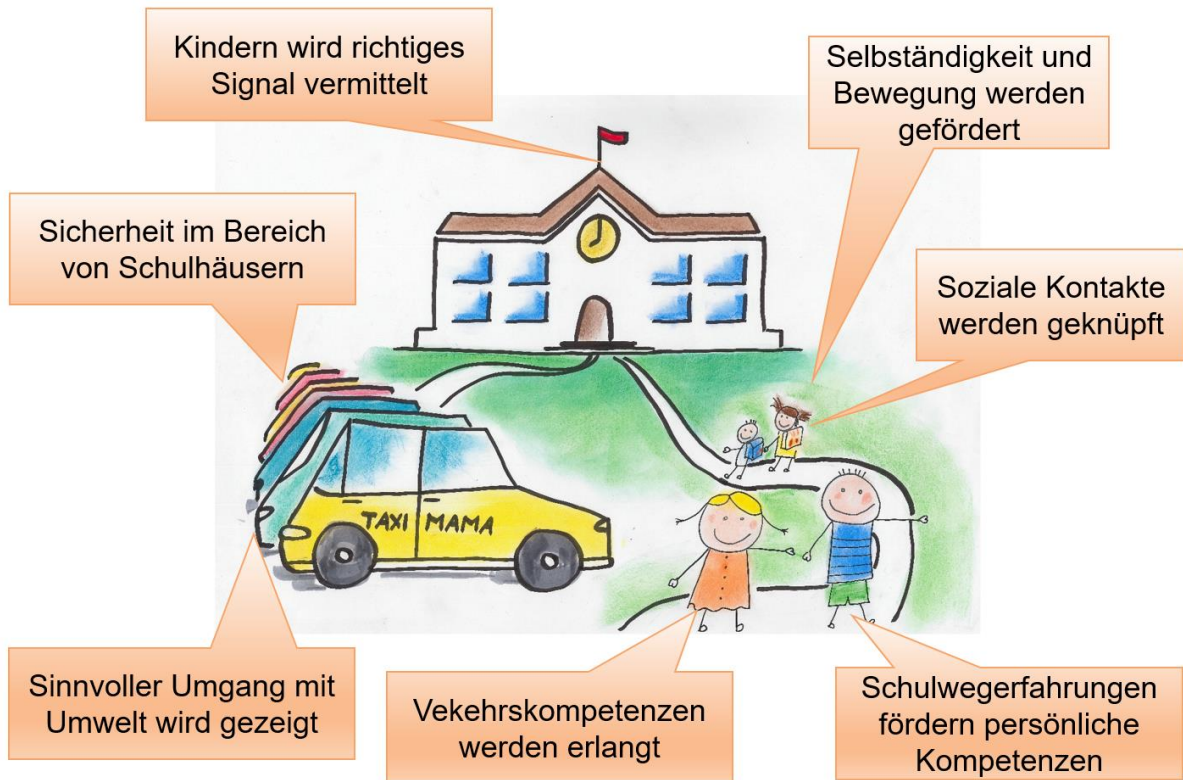 Kindern wird richtiges
Signal vermittelt
Selbständigkeit und
Bewegung werden
gefördert
Sicherheit im Bereich
von Schulhäusern
Soziale Kontakte
werden geknüpft
TAXI MAMA
Sinnvoller Umgang mit
Umwelt wird gezeigt
Vekehrskompetenzen
werden erlangt
Schulwegerfahrungen
fördern persönliche
Kompetenzen